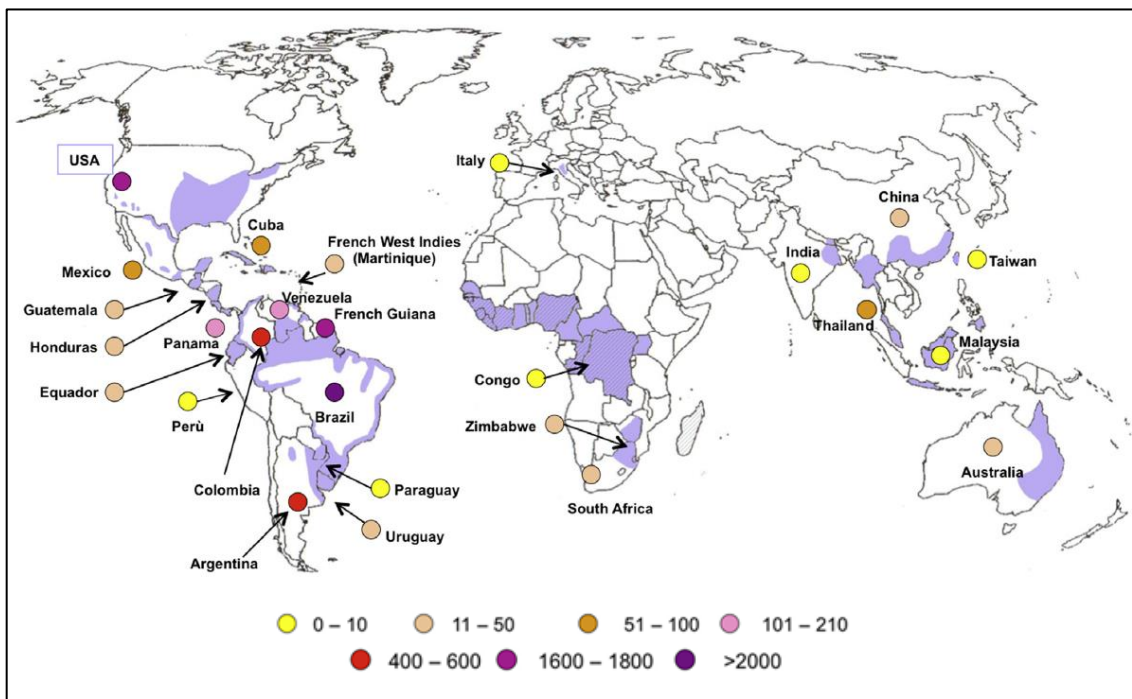 USA
Italy
China
Cuba
French West Indies
(Martinique)
India
Taiwan
Mexico
Venezuela
Guatemala
French Guiana
Thailand
Panama
Malaysia
Honduras
Congo
Equador
Brazil
Perù
Zimbabwe
Australia
Colombia
Paraguay
South Africa
Uruguay
Argentina
0 – 10
11 – 50
51 – 100
101 - 210
400 – 600
1600 – 1800
>2000